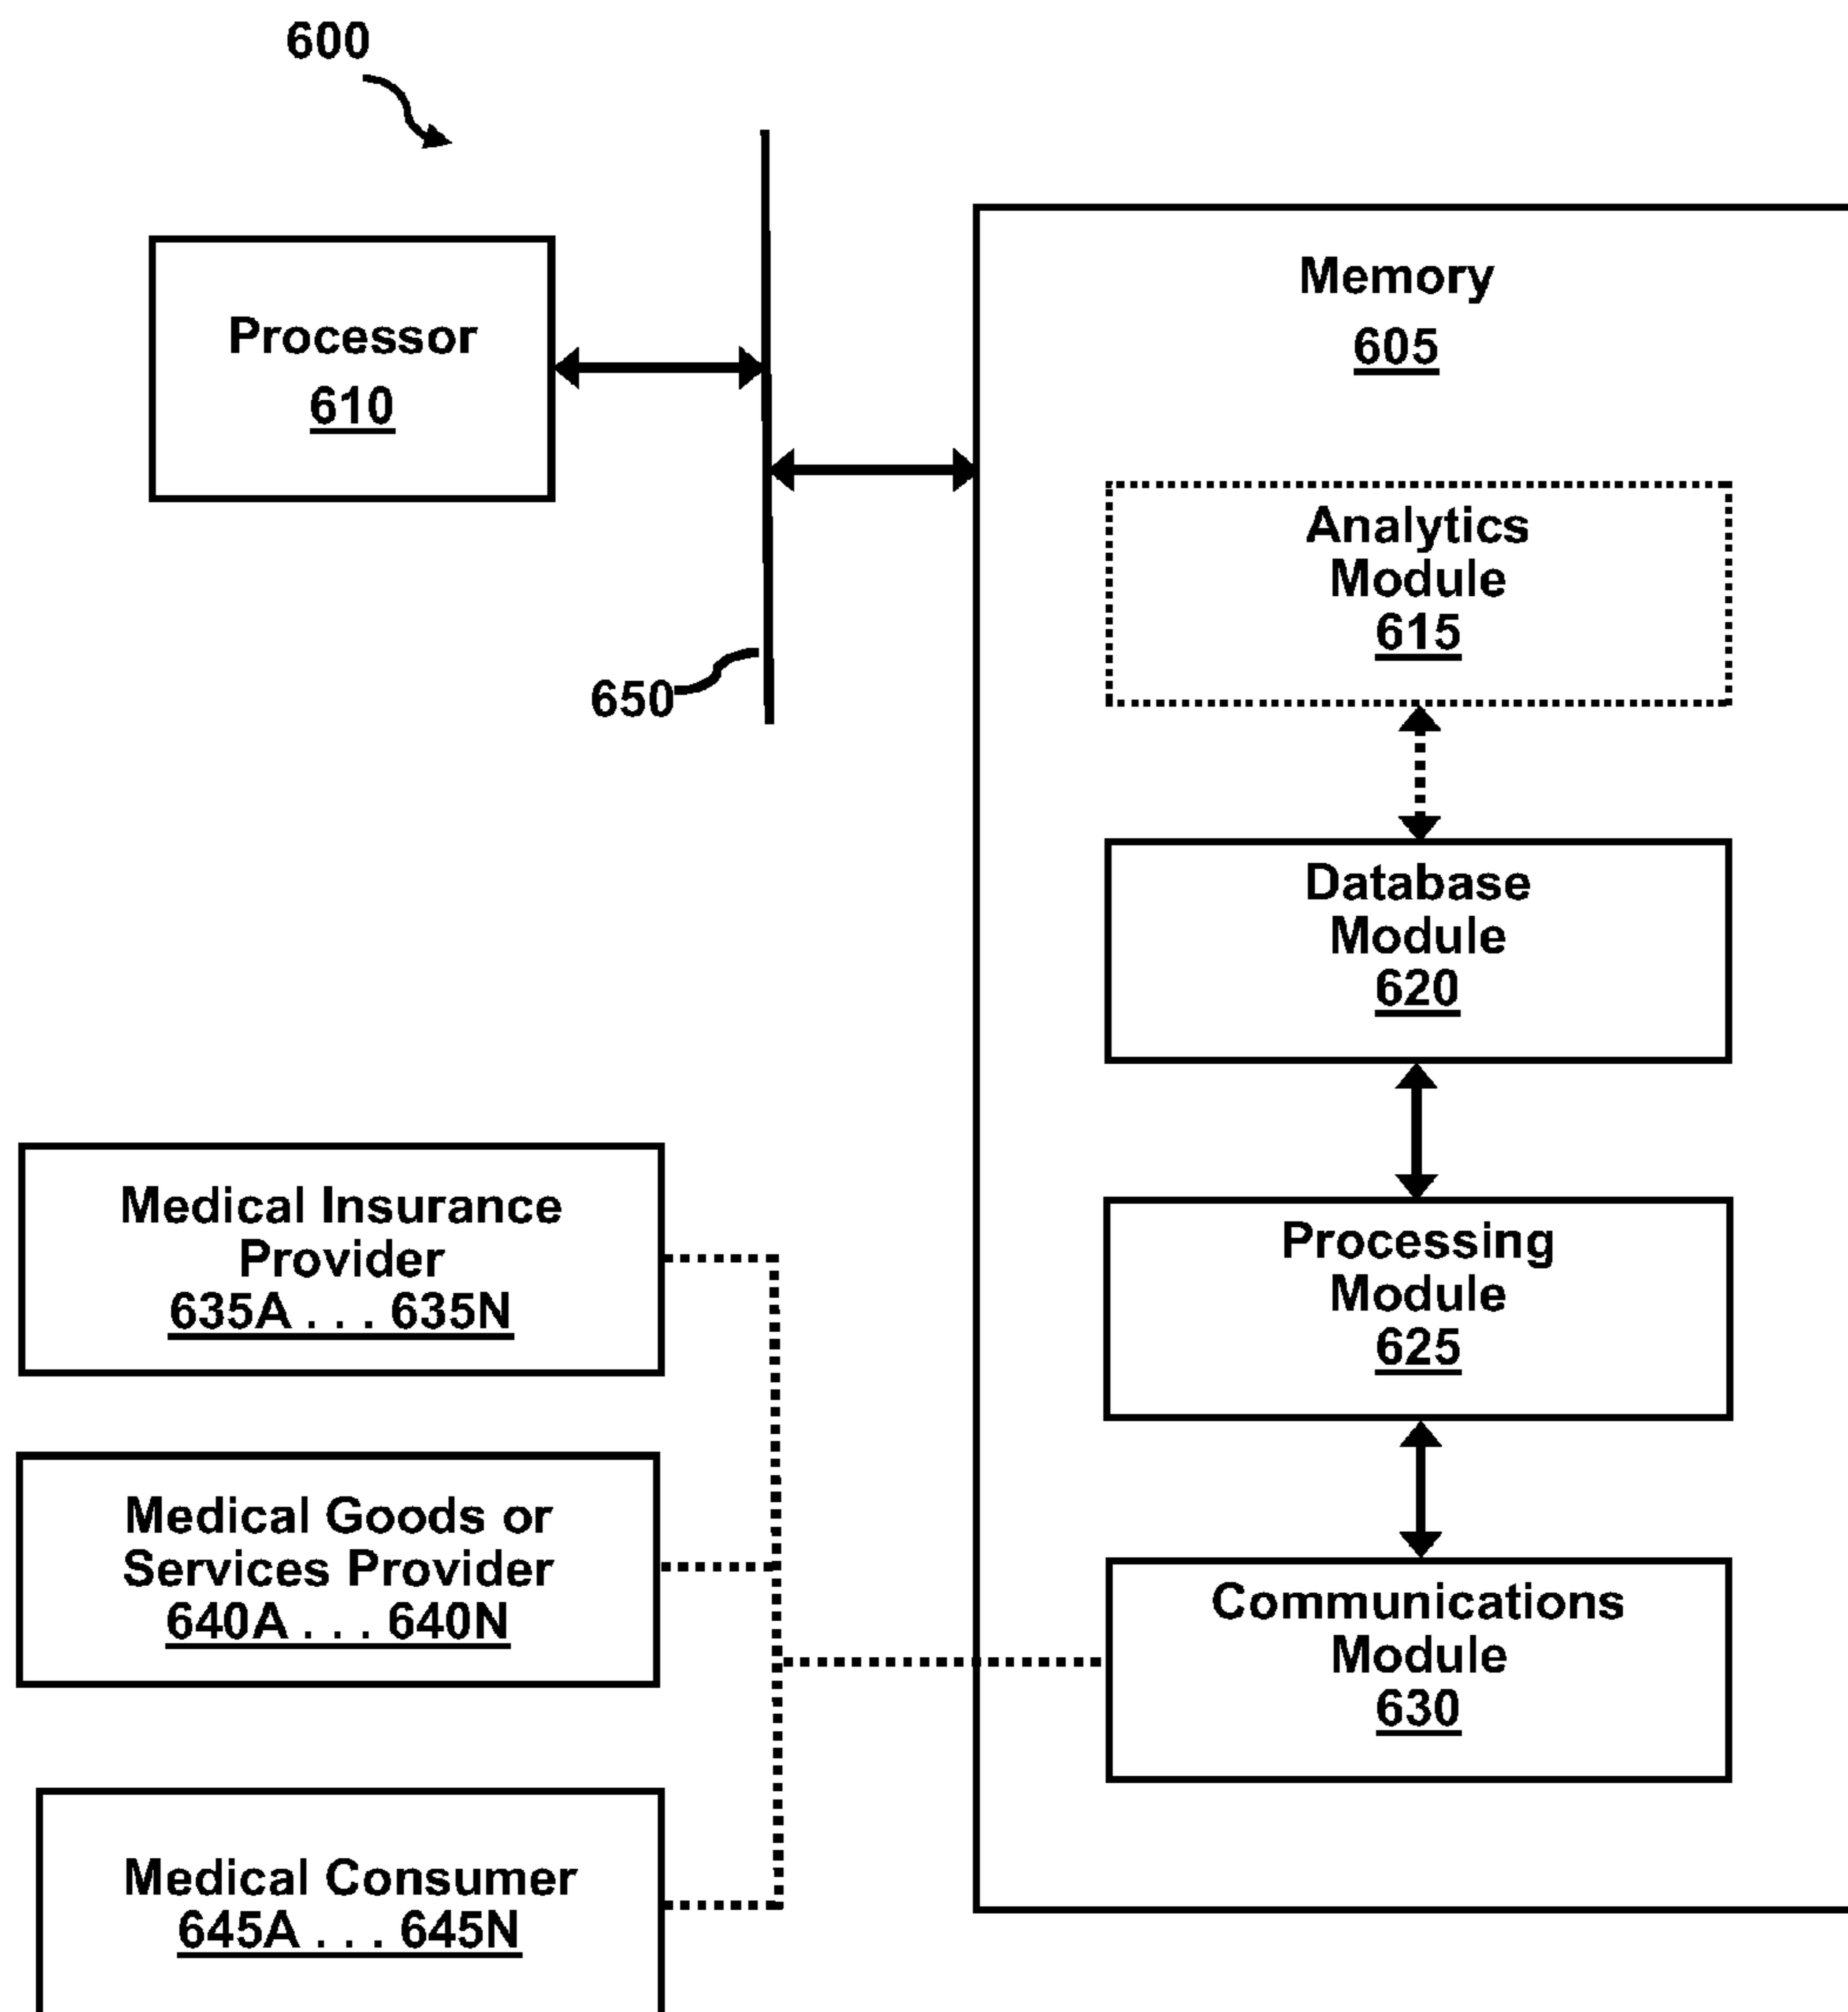 600
Processor
610
650
Memory
605
Analytics
Module
615
Database
Module
620
Processing
Module
625
Communications
Module
630
Medical Insurance
Provider
635A . . . 635N
Medical Goods or
Services Provider
640A . . . 640N
Medical Consumer
645A . . . 645N